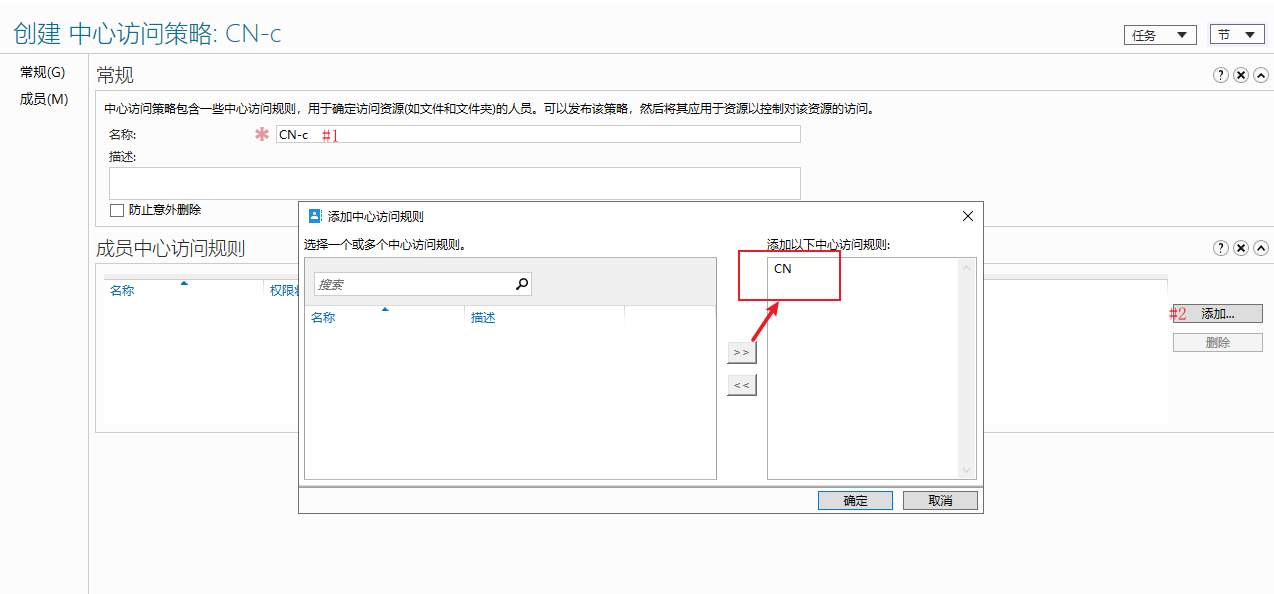 创建 中心访问策略: CN-c
任务
节
常规(G)
成员(M)
常规
中心访问策略包含一些中心访问规则，用于确定访问资源(如文件和文件夹)的人员。可以发布该策略，然后将其应用于资源以控制对该资源的访问。
名称:
CN-c #1
描述:
防止意外删除
成员中心访问规则
名称
权限
#2 添加...
删除
添加中心访问规则
选择一个或多个中心访问规则。
添加以下中心访问规则:
搜索
CN
名称
描述
>>
<<
确定
取消